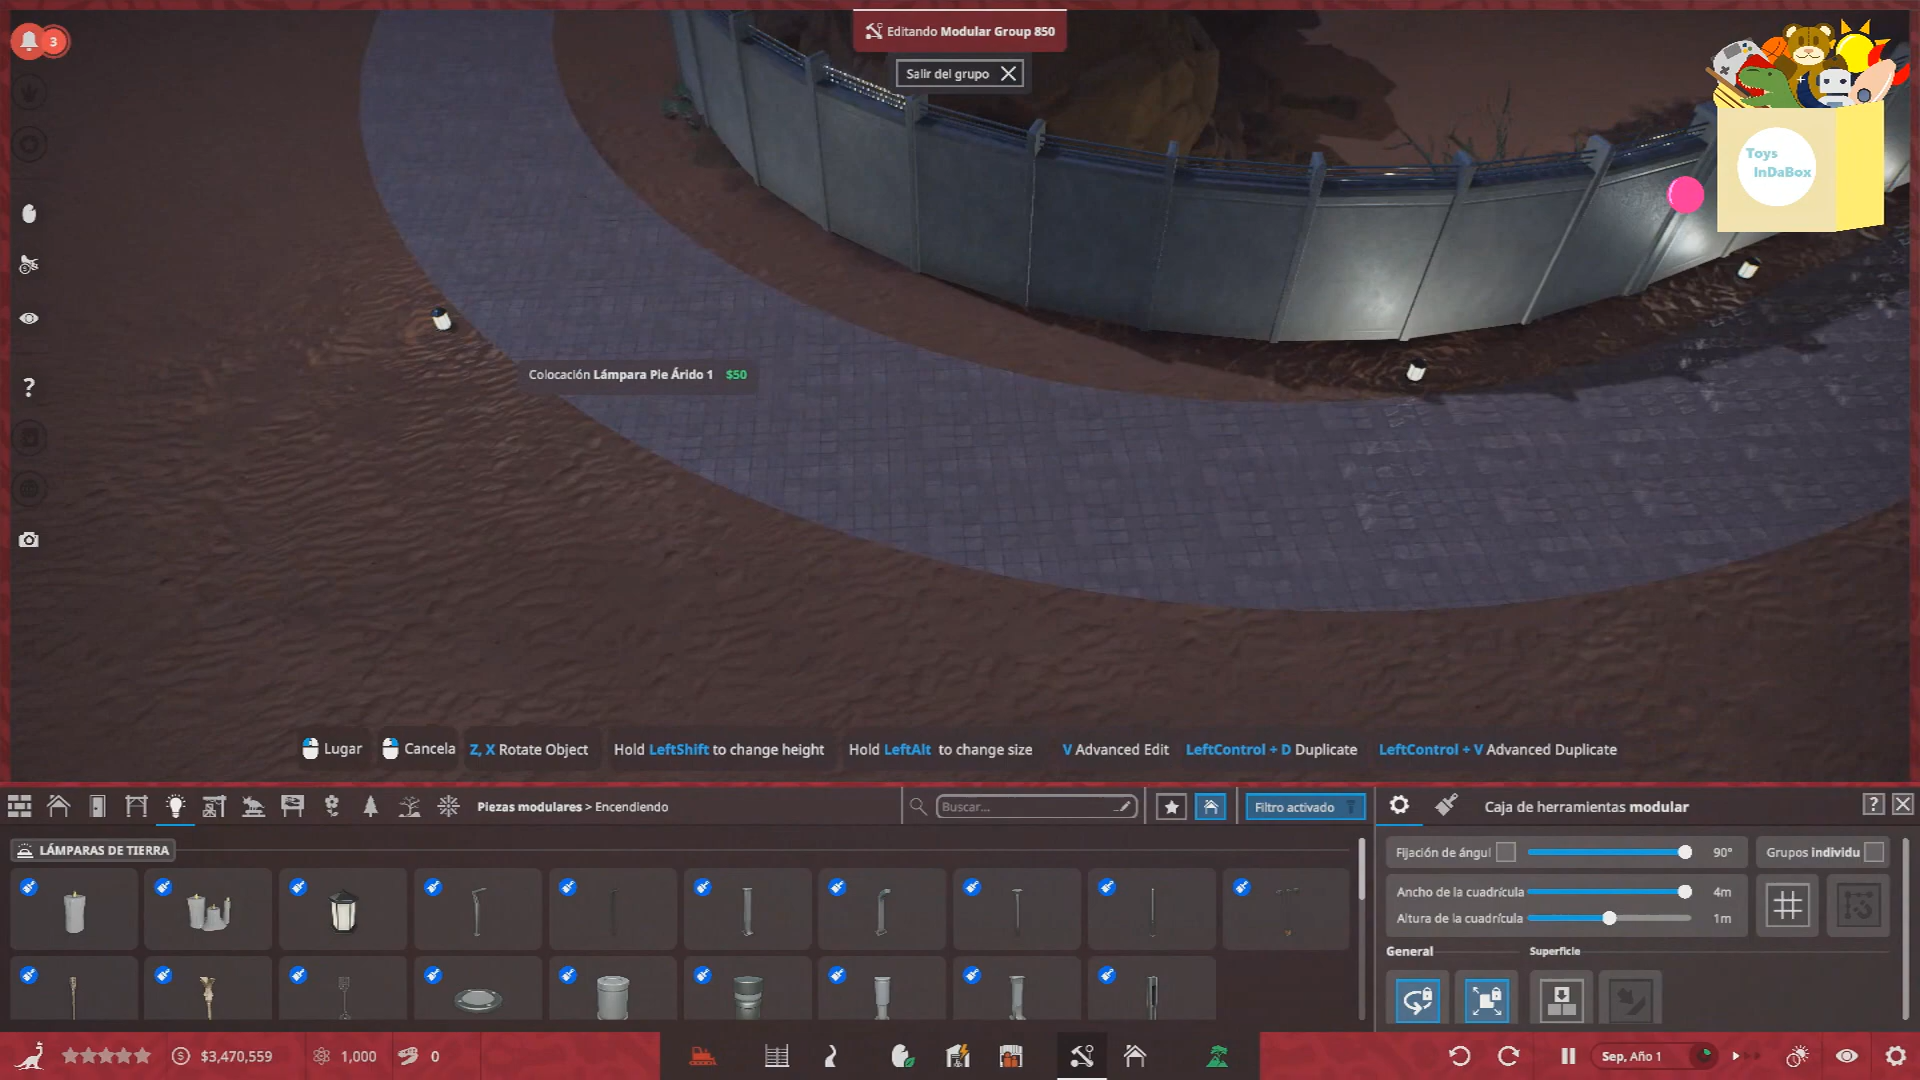 3
Editando Modular Group 850
Salir del grupo
Toys
InDaBox
?
Colocación Lámpara Pie Árido 1 $50
Lugar
Cancela
Z, X Rotate Object
Hold LeftShift to change height
Hold LeftAlt to change size
V Advanced Edit
LeftControl + D Duplicate
LeftControl + V Advanced Duplicate
Piezas modulares > Encendiendo
Buscar...
Filtro activado
Caja de herramientas modular
?
LÁMPARAS DE TIERRA
Fijación de ángul
90°
Grupos individu
Ancho de la cuadrícula
4m
Altura de la cuadrícula
1m
General
Superficie
$3,470,559
1,000
0
Sep, Año 1